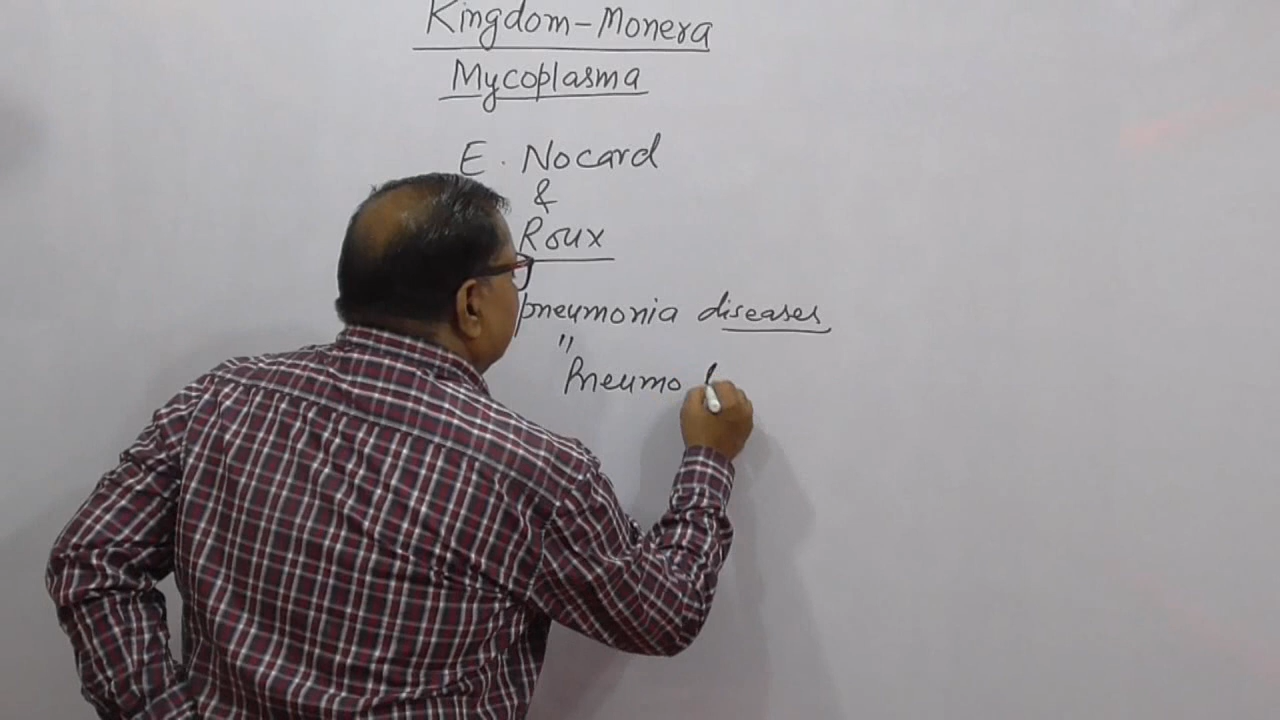 Kingdom-Monera
Mycoplasma
E. Nocard
&
Roux
pneumonia diseases
"
Pneumo